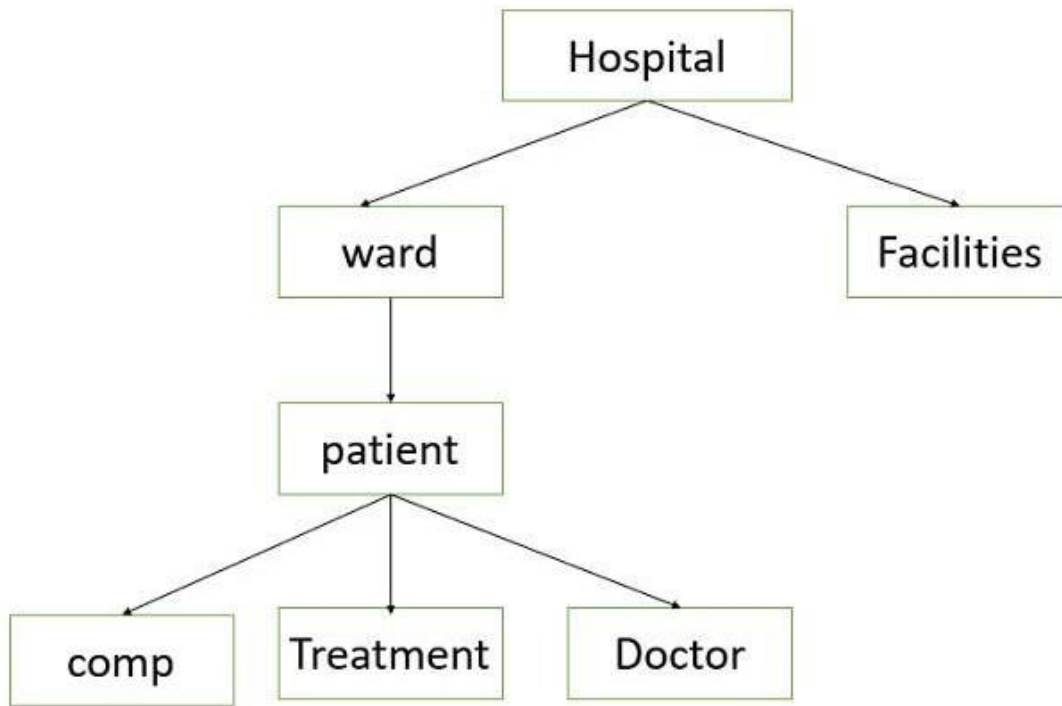 Hospital
ward
Facilities
patient
comp
Treatment
Doctor